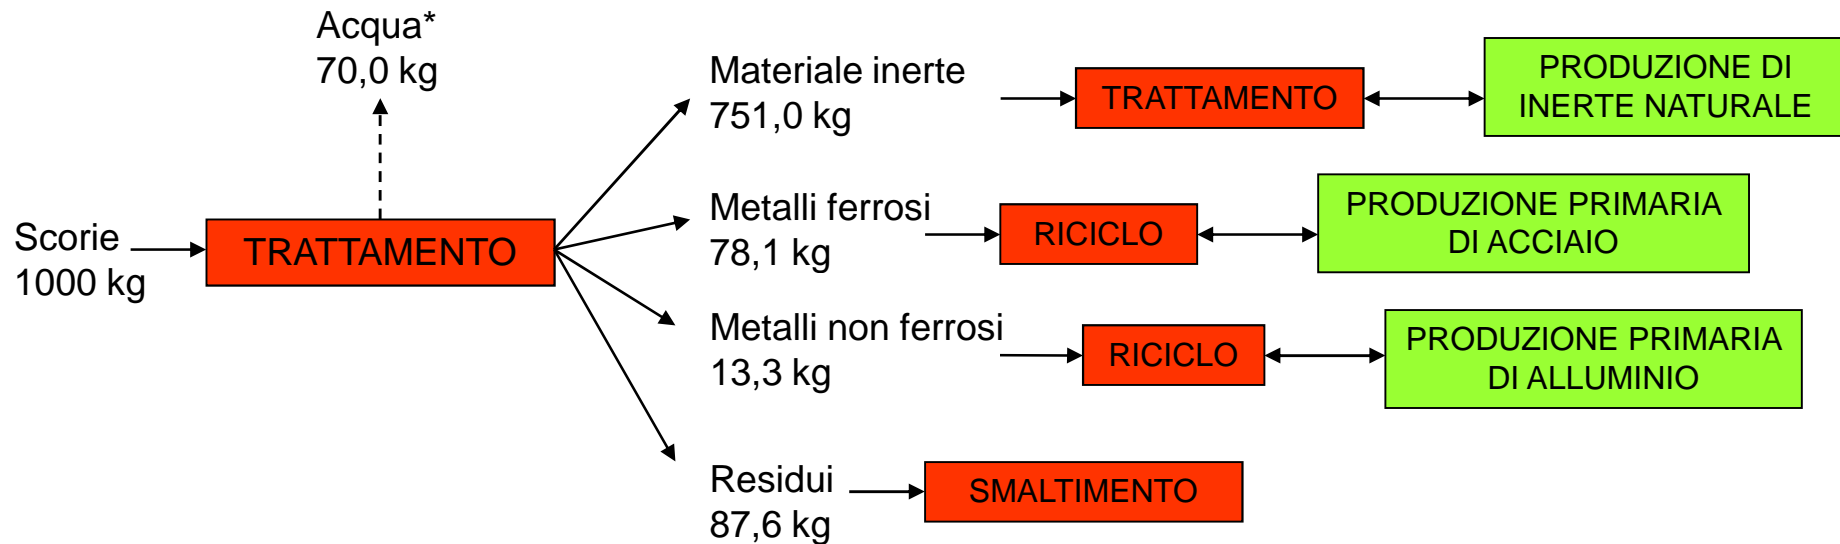 Acqua*
70,0 kg
Materiale inerte
751,0 kg
TRATTAMENTO
PRODUZIONE DI
INERTE NATURALE
Scorie
1000 kg
TRATTAMENTO
Metalli ferrosi
78,1 kg
RICICLO
PRODUZIONE PRIMARIA
DI ACCIAIO
Metalli non ferrosi
13,3 kg
RICICLO
PRODUZIONE PRIMARIA
DI ALLUMINIO
Residui
87,6 kg
SMALTIMENTO